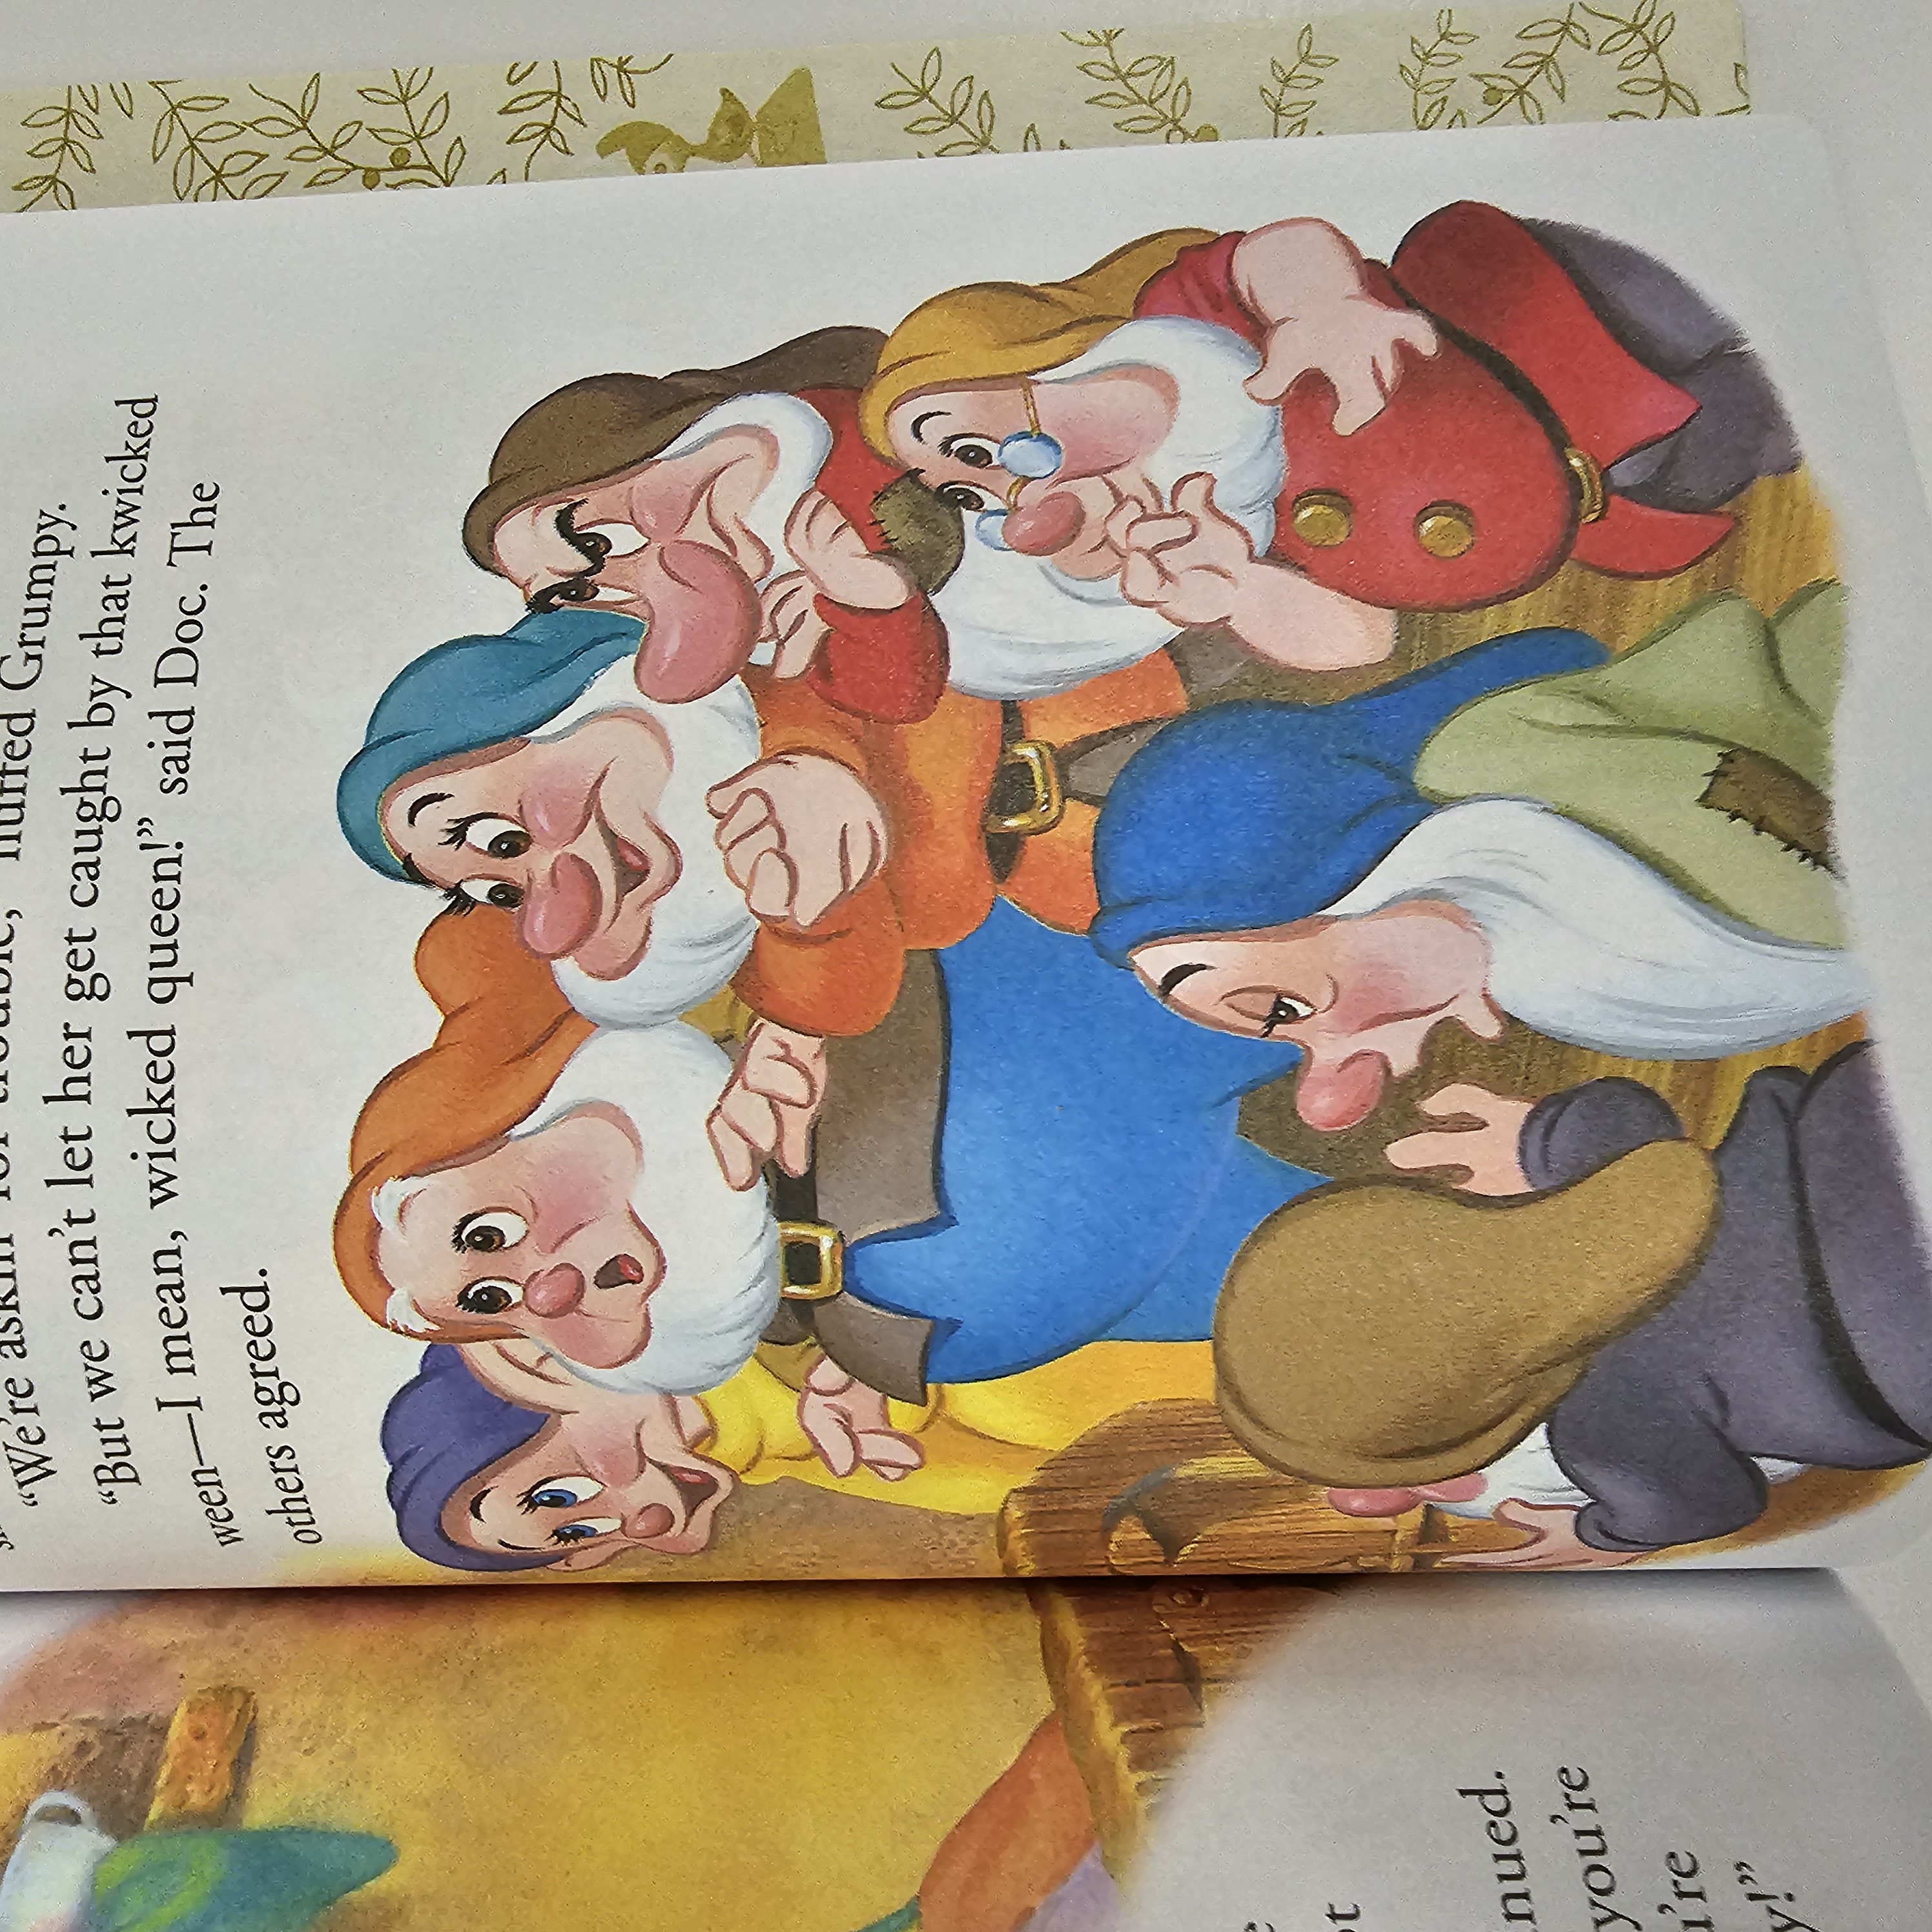 e
ot
nued.
you're
u're
y!”
“We're askin' for trouble,” huffed Grumpy.
“But we can't let her get caught by that kwicked
ween—I mean, wicked queen!” said Doc. The
others agreed.